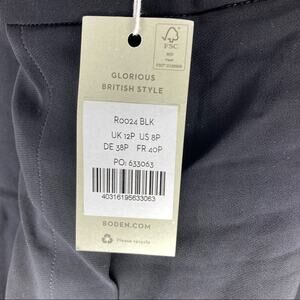 FSC
GLORIOUS
BRITISH STYLE
R0024 BLK
UK 12P US 8P
DE 38P FR 40P
PO: 633063
40316195633063
BODEN.COM
Please recycle